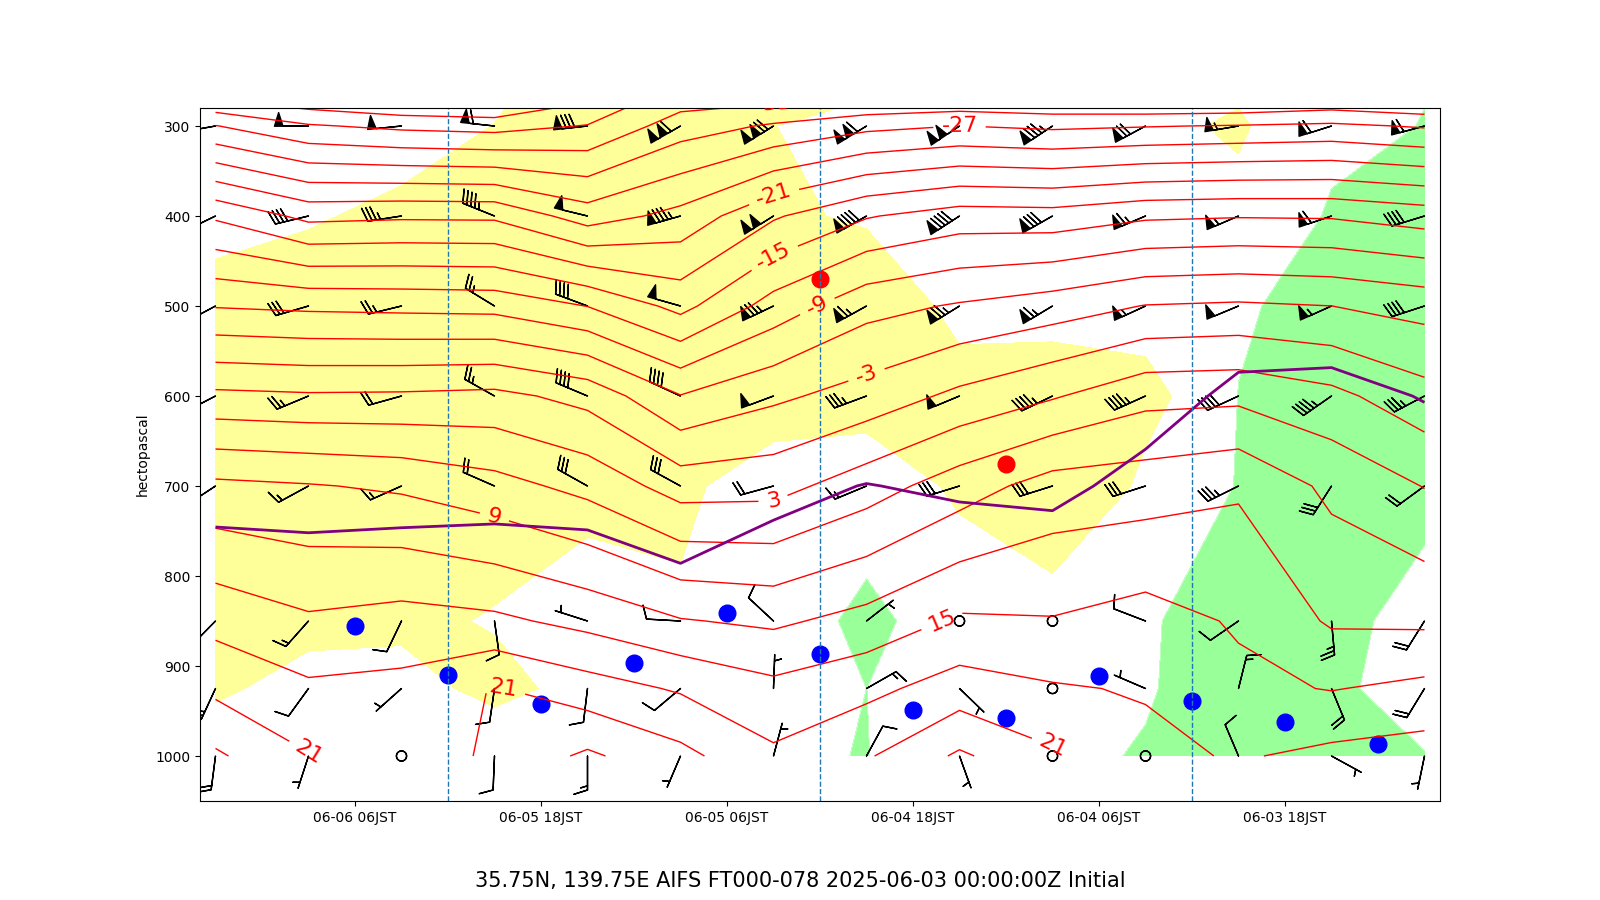 300
400
500
600
700
800
900
1000
hectopascal
-27
-21
-15
-9
-3
3
9
15
21
21
21
06-06 06JST
06-05 18JST
06-05 06JST
06-04 18JST
06-04 06JST
06-03 18JST
35.75N, 139.75E AIFS FT000-078 2025-06-03 00:00:00Z Initial